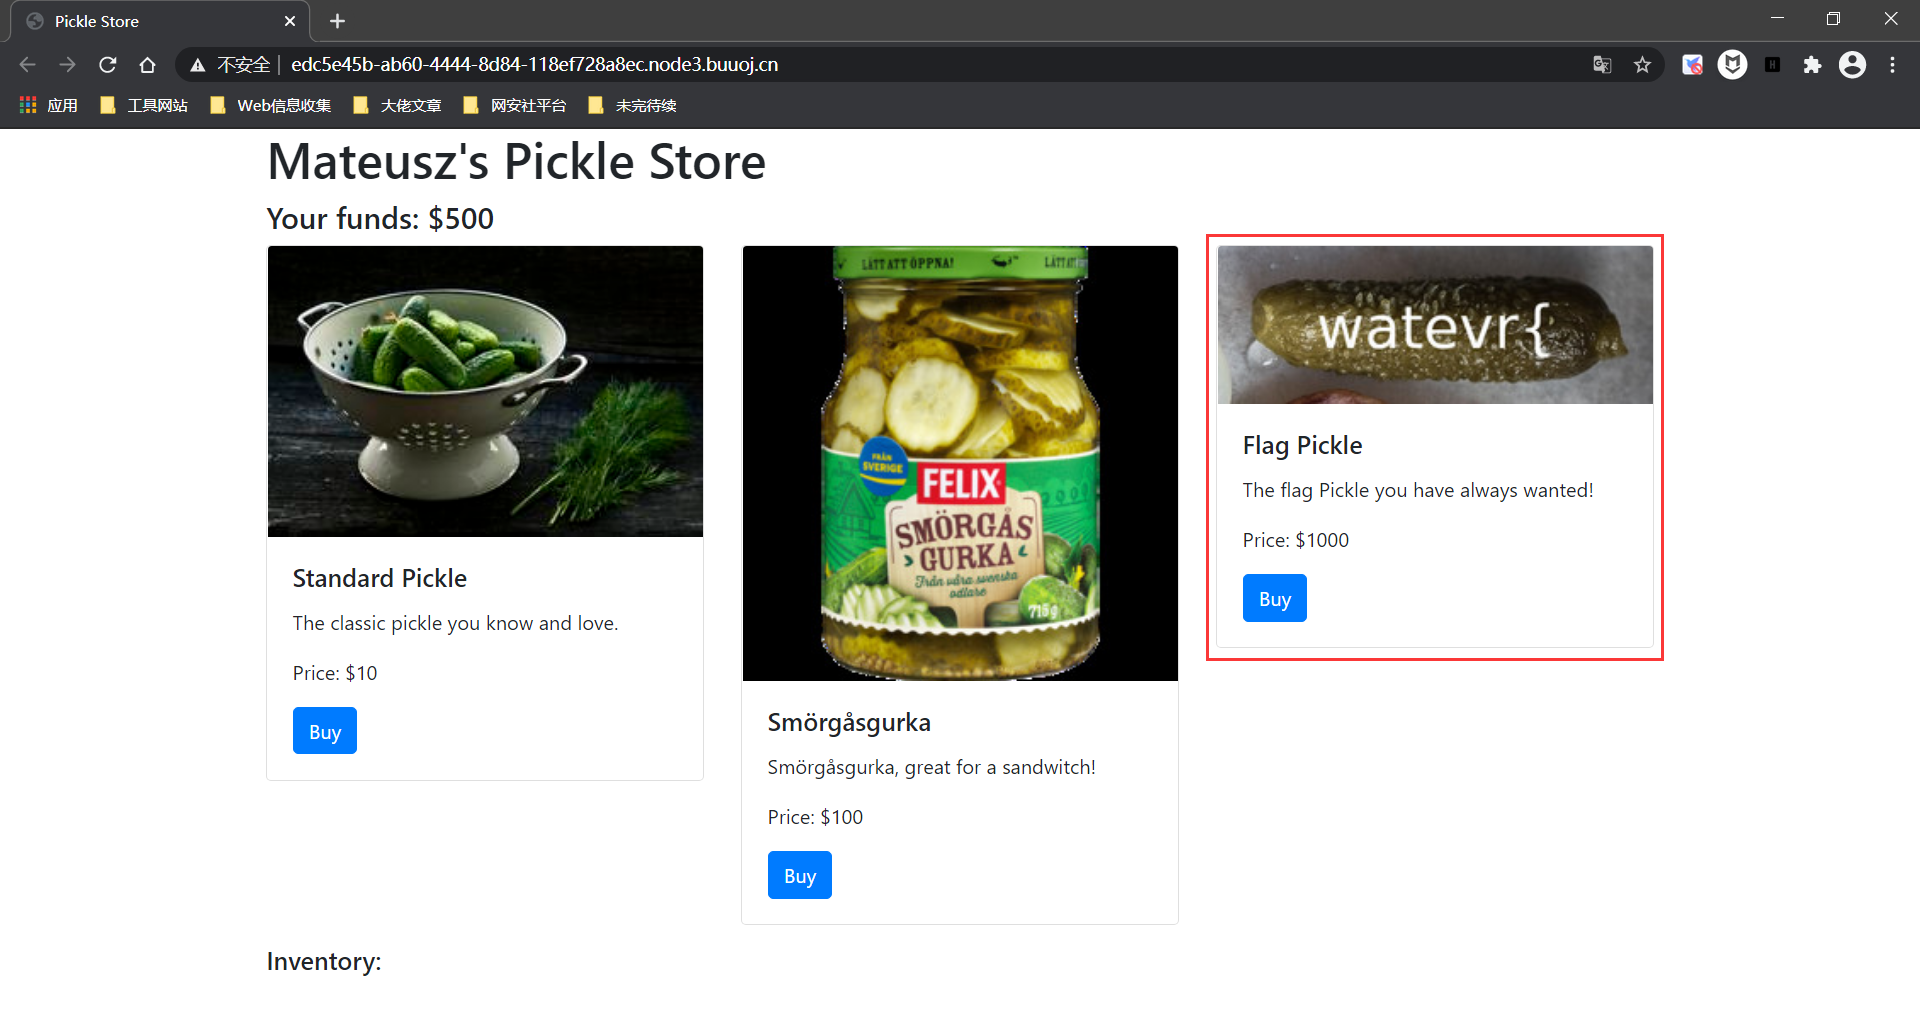 Pickle Store
不安全
edc5e45b-ab60-4444-8d84-118ef728a8ec.node3.buuoj.cn
应用 工具网站 Web信息收集 大佬文章 网安社平台 未完待续
Mateusz's Pickle Store
Your funds: $500
Standard Pickle
The classic pickle you know and love.
Price: $10
Buy
LÄTT ATT ÖPPNA!
LÄTT AT
FRÅN
SVERIGE
FELIX
SMÖRGÅS
GURKA
Från våra svenska
odlare
715g
Smörgåsgurka
Smörgåsgurka, great for a sandwitch!
Price: $100
Buy
watevr{
Flag Pickle
The flag Pickle you have always wanted!
Price: $1000
Buy
Inventory: